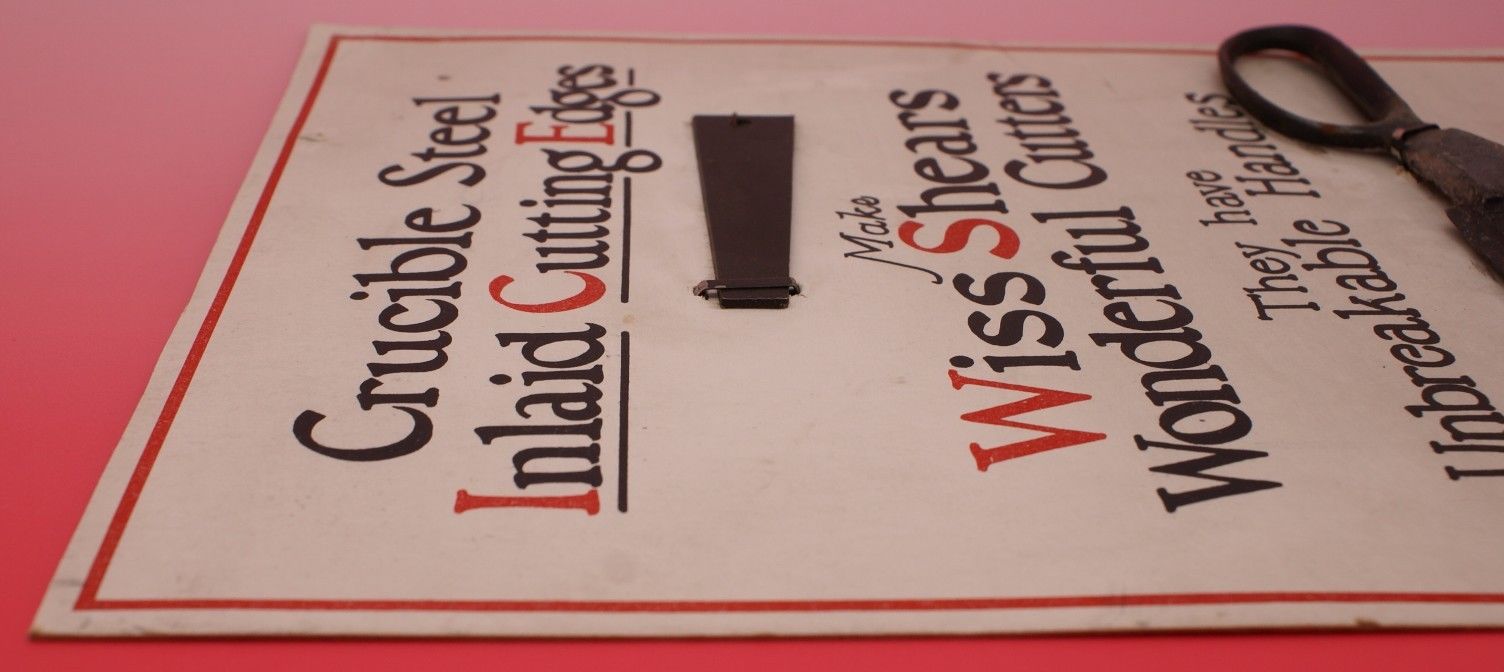 Crucible Steel
Inlaid Cutting Edges
Make
Wiss Shears
Wonderful Cutters
They have
Unbreakable Handles